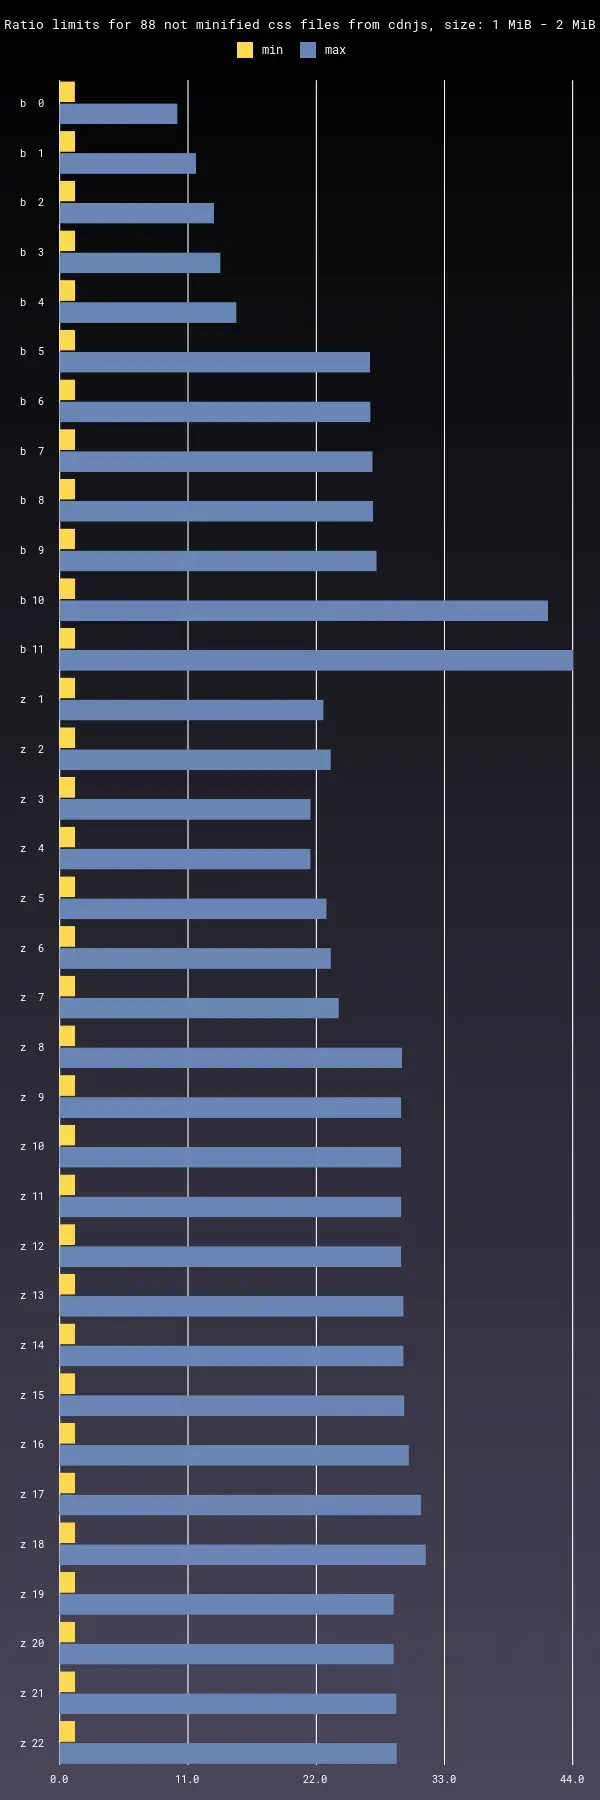 Ratio limits for 88 not minified css files from cdnjs, size: 1 MiB - 2 MiB
min max
b 0
b 1
b 2
b 3
b 4
b 5
b 6
b 7
b 8
b 9
b 10
b 11
z 1
z 2
z 3
z 4
z 5
z 6
z 7
z 8
z 9
z 10
z 11
z 12
z 13
z 14
z 15
z 16
z 17
z 18
z 19
z 20
z 21
z 22
0.0 11.0 22.0 33.0 44.0